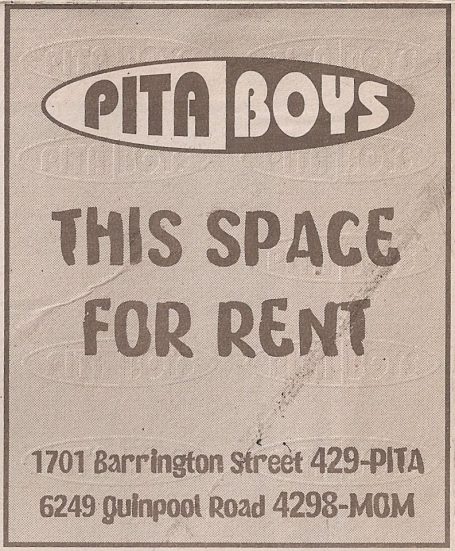 PITA BOYS
THIS SPACE
FOR RENT
1701 Barrington Street 429-PITA
6249 Quinpool Road 4298-MOM